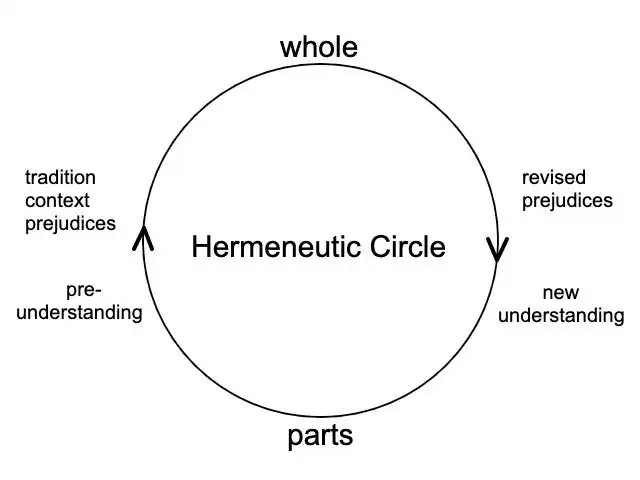 whole
tradition
context
prejudices
revised
prejudices
Hermeneutic Circle
pre-
understanding
new
understanding
parts